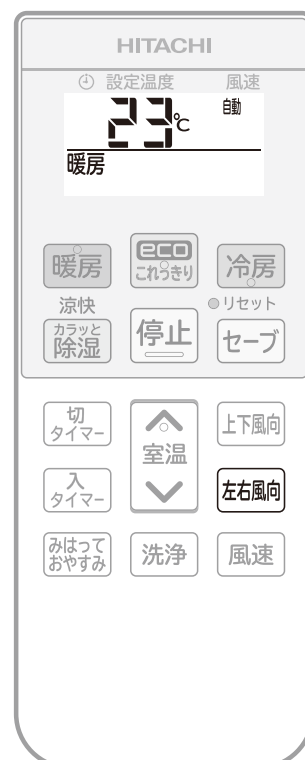 HITACHI
設定温度 風速
23℃ 自動
暖房
暖房 eco これっきり 冷房
涼快 リセット
カラッと 除湿 停止 セーブ
切 タイマー 室温 上下風向
入 タイマー 左右風向
みはって おやすみ 洗浄 風速